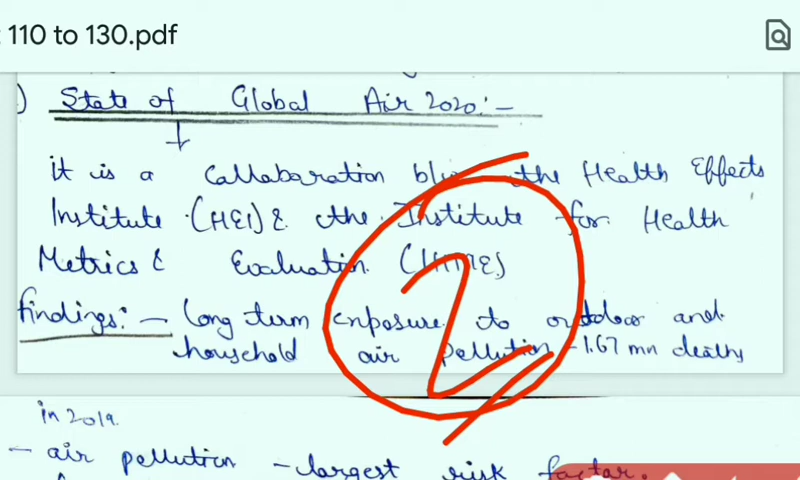 110 to 130.pdf
) State of Global Air 2020:-
it is a Callabaration b/w the Health Effects
Institute (HEI) & the Institute for Health
Metrics & Evaluation (IHME)
findings:- Long term exposure to outdoor and
household air pollution - 1.67 mn deaths
2
in 2019.
- air pollution - largest risk factor.